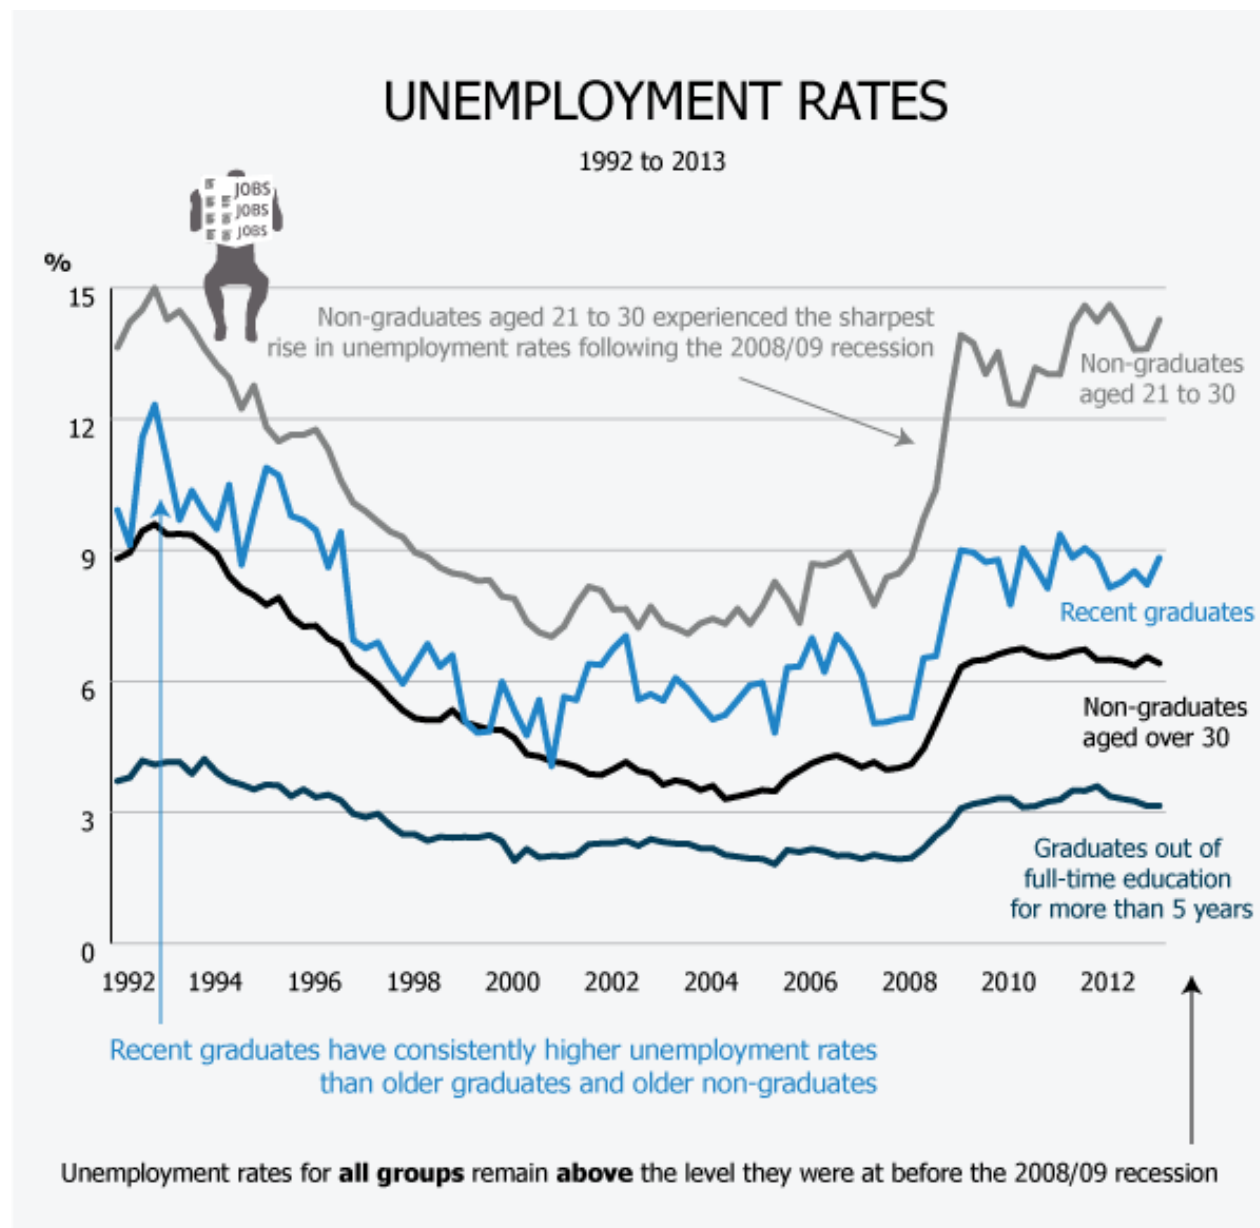 UNEMPLOYMENT RATES
1992 to 2013
JOBS
JOBS
JOBS
%
15
Non-graduates aged 21 to 30 experienced the sharpest
rise in unemployment rates following the 2008/09 recession
Non-graduates
aged 21 to 30
12
9
Recent graduates
6
Non-graduates
aged over 30
3
Graduates out of
full-time education
for more than 5 years
0
1992 1994 1996 1998 2000 2002 2004 2006 2008 2010 2012
Recent graduates have consistently higher unemployment rates
than older graduates and older non-graduates
Unemployment rates for all groups remain above the level they were at before the 2008/09 recession